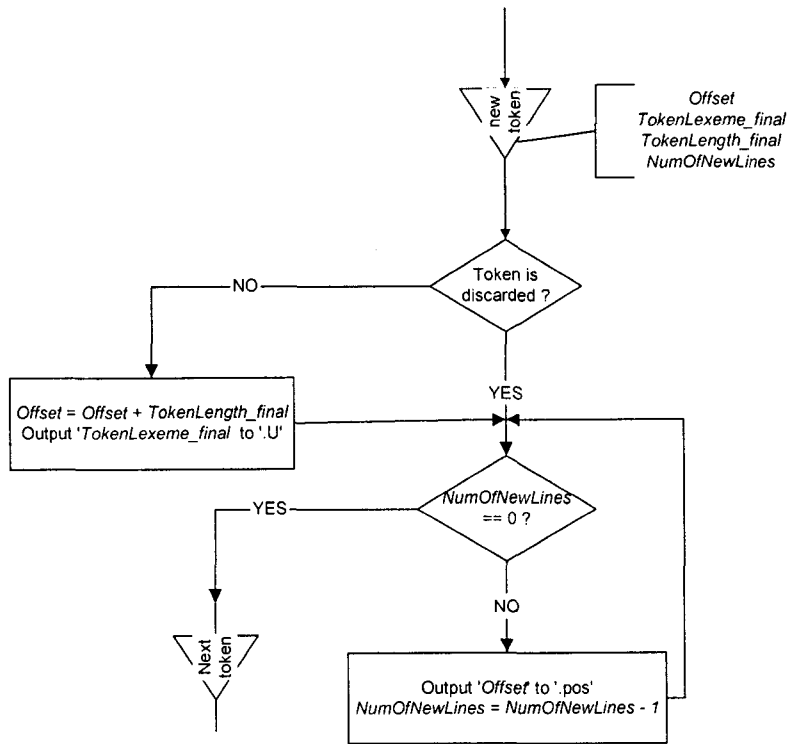 new
token
Offset
TokenLexeme_final
TokenLength_final
NumOfNewLines
Token is
discarded ?
NO
YES
Offset = Offset + TokenLength_final
Output 'TokenLexeme_final to '.U'
NumOfNewLines
== 0 ?
YES
NO
Next
token
Output 'Offset' to '.pos'
NumOfNewLines = NumOfNewLines - 1